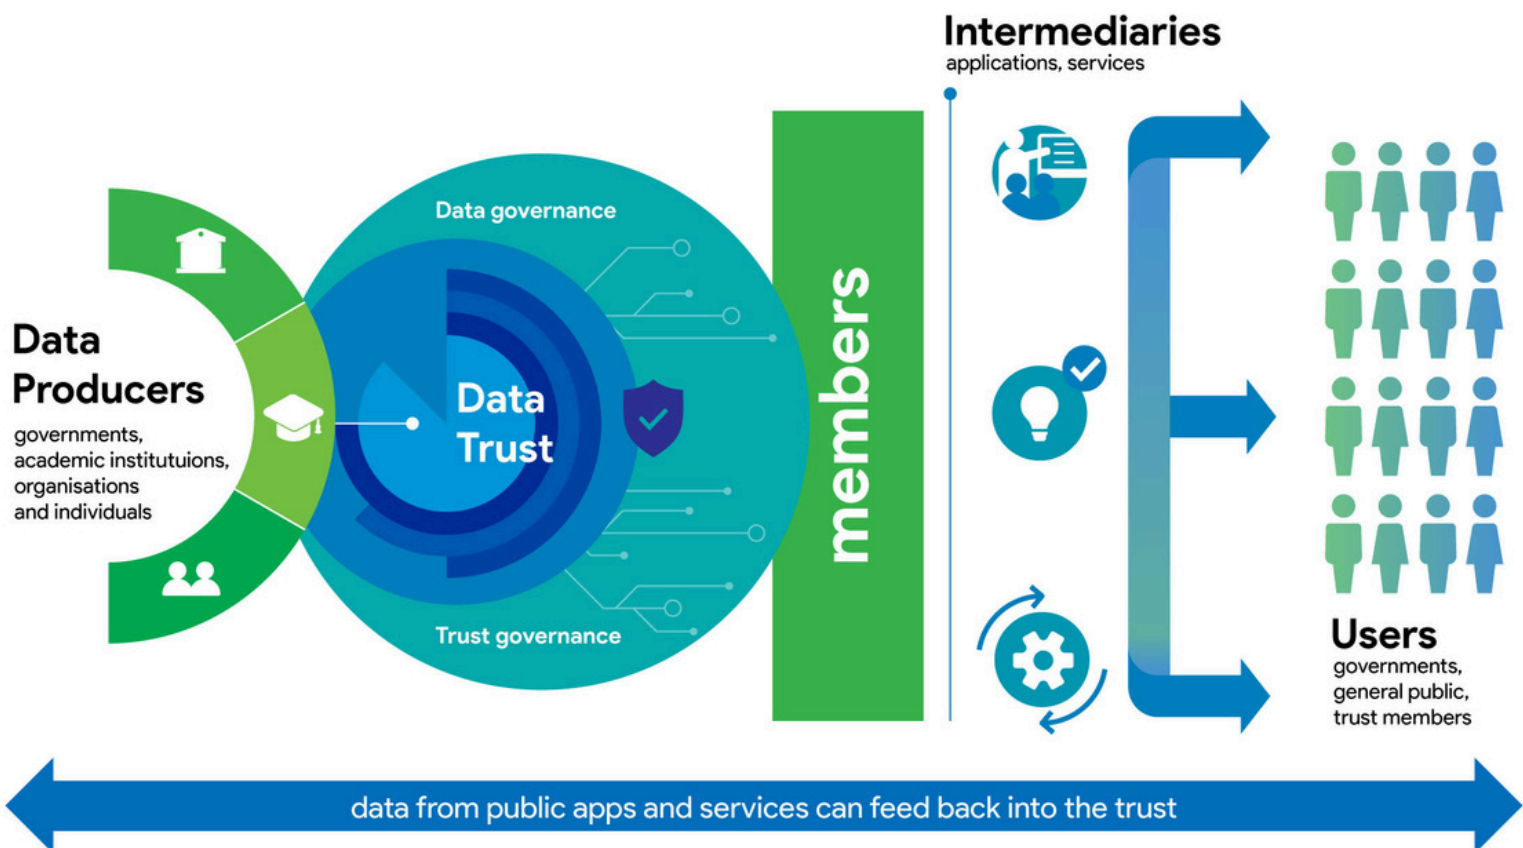 Intermediaries
applications, services
Data governance
Data
Producers
governments,
academic institutuions,
organisations
and individuals
Data
Trust
members
Trust governance
Users
governments,
general public,
trust members
data from public apps and services can feed back into the trust